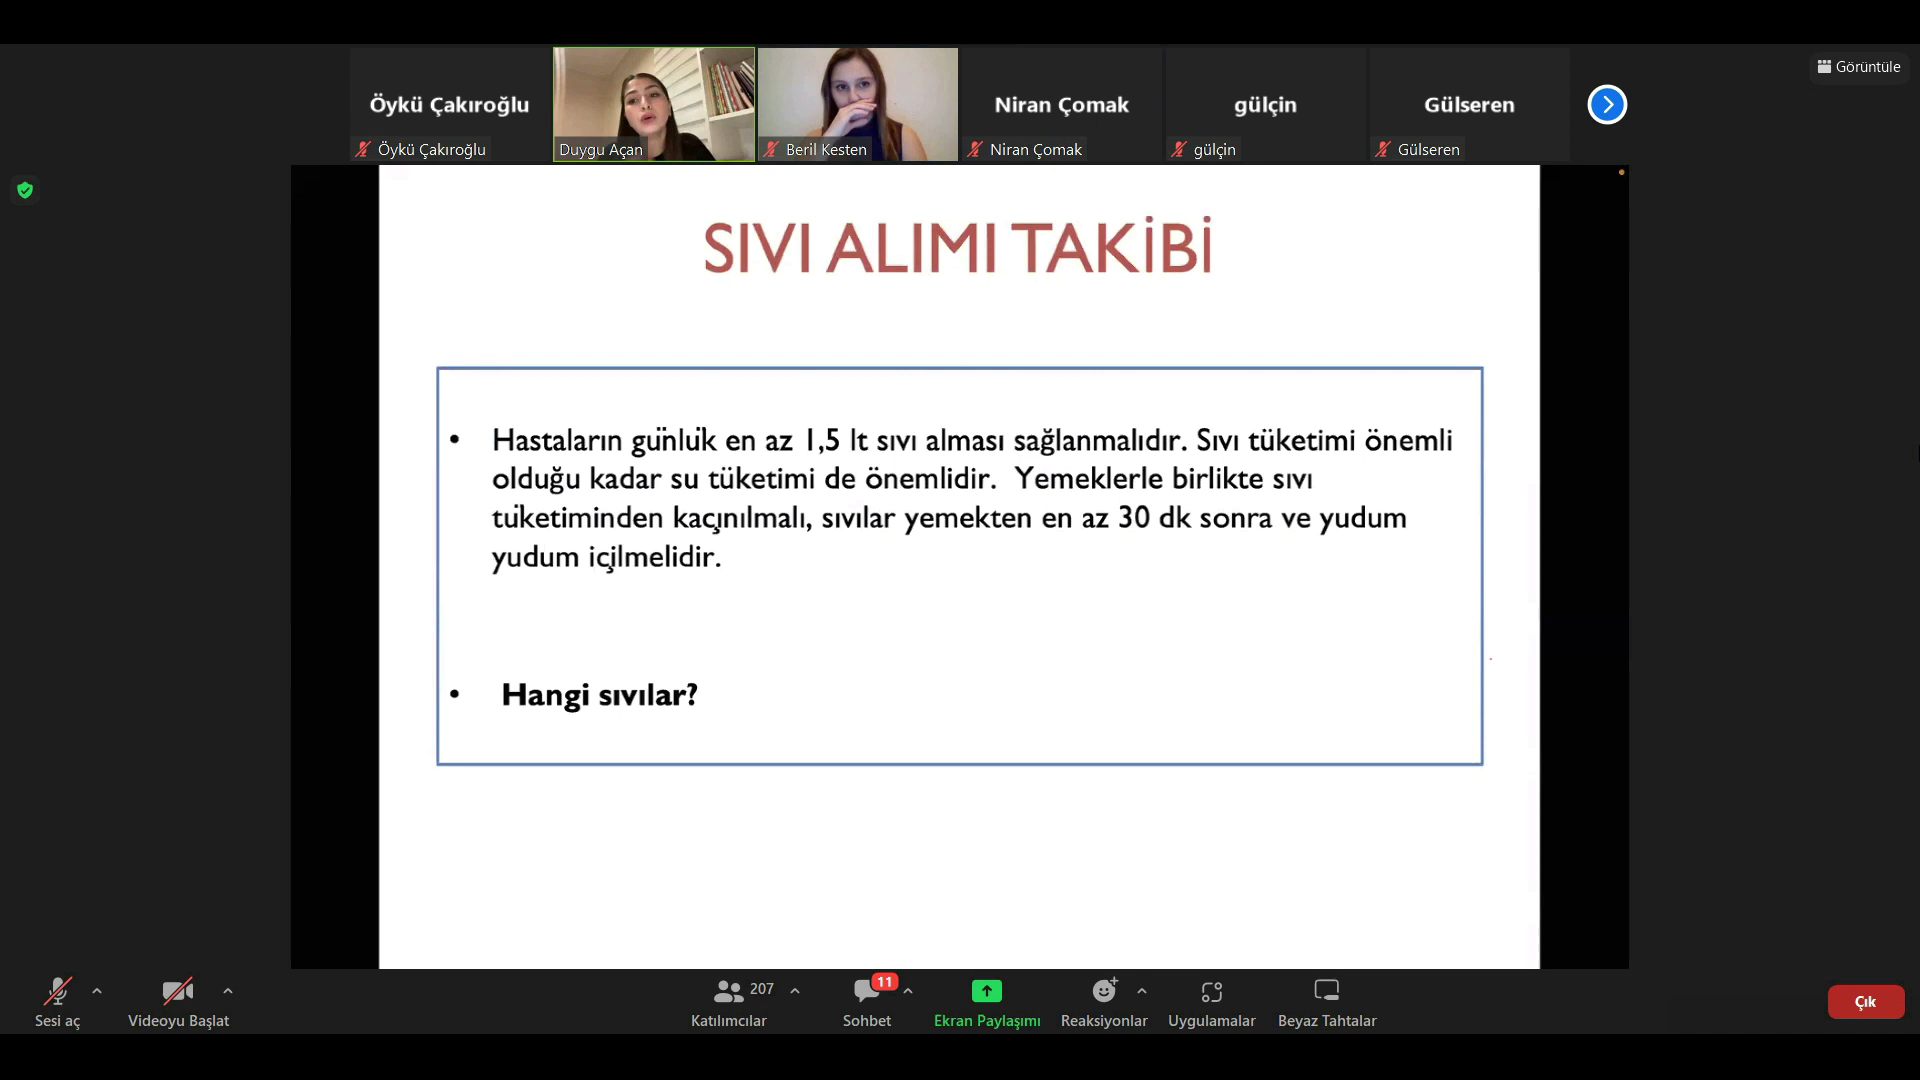 Görüntüle
Öykü Çakıroğlu
Niran Çomak
gülçin
Gülseren
Öykü Çakıroğlu
Duygu Açan
Beril Kesten
Niran Çomak
gülçin
Gülseren
SIVI ALIMI TAKİBİ
• Hastaların günlük en az 1,5 lt sıvı alması sağlanmalıdır. Sıvı tüketimi önemli
olduğu kadar su tüketimi de önemlidir. Yemeklerle birlikte sıvı
tüketiminden kaçınılmalı, sıvılar yemekten en az 30 dk sonra ve yudum
yudum içilmelidir.
• Hangi sıvılar?
207
11
Sesi aç
Videoyu Başlat
Katılımcılar
Sohbet
Ekran Paylaşımı
Reaksiyonlar
Uygulamalar
Beyaz Tahtalar
Çık